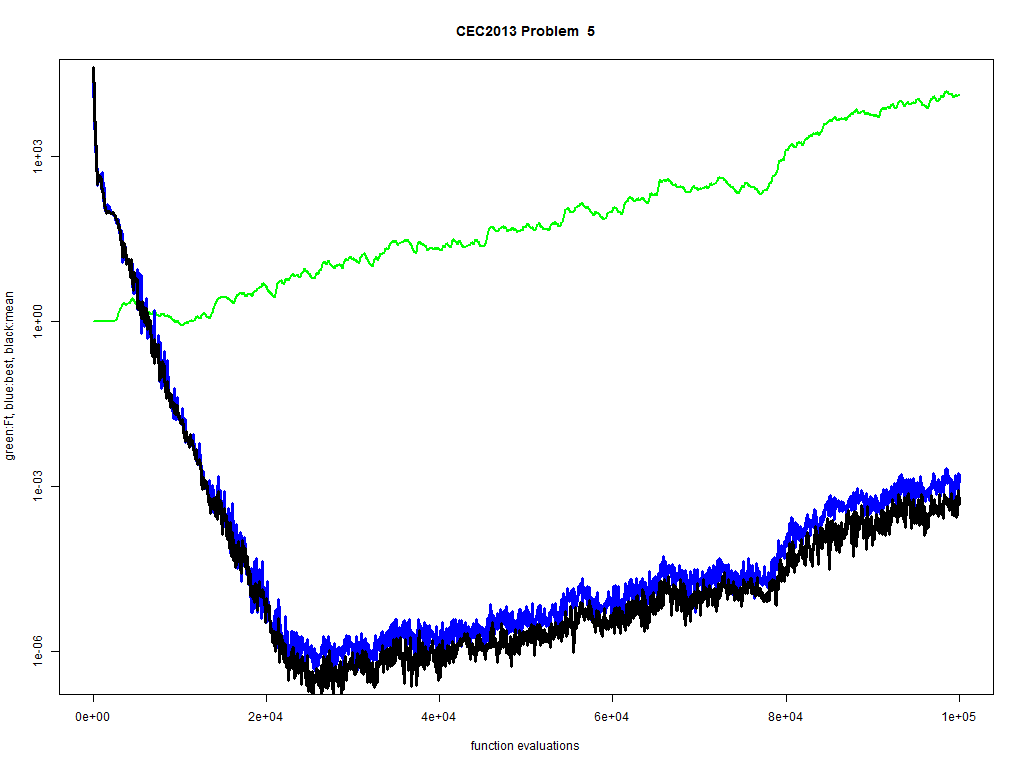 CEC2013 Problem  5
green:Ft, blue:best, black:mean
1e+03
1e+00
1e-03
1e-06
0e+00 2e+04 4e+04 6e+04 8e+04 1e+05
function evaluations